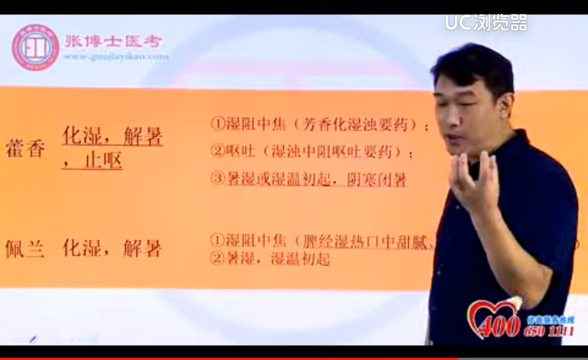 UC浏览器
张博士医考
www.guojiayikao.com
藿香
化湿，解暑
，止呕
①湿阻中焦（芳香化湿浊要药）；
②呕吐（湿浊中阻呕吐要药）；
③暑湿或湿温初起，阴寒闭暑
佩兰
化湿，解暑
①湿阻中焦（脾经湿热口中甜腻、
②暑湿，湿温初起
400
650 1111